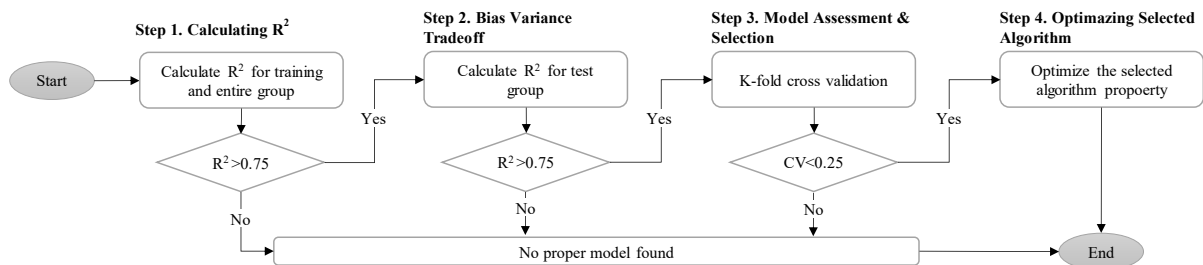 Step 1. Calculating R²
Step 2. Bias Variance
Tradeoff
Step 3. Model Assessment &
Selection
Step 4. Optimazing Selected
Algorithm
Start
Calculate R² for training
and entire group
Calculate R² for test
group
K-fold cross validation
Optimize the selected
algorithm propoerty
Yes
Yes
Yes
R²>0.75
R²>0.75
CV<0.25
No
No
No
No proper model found
End